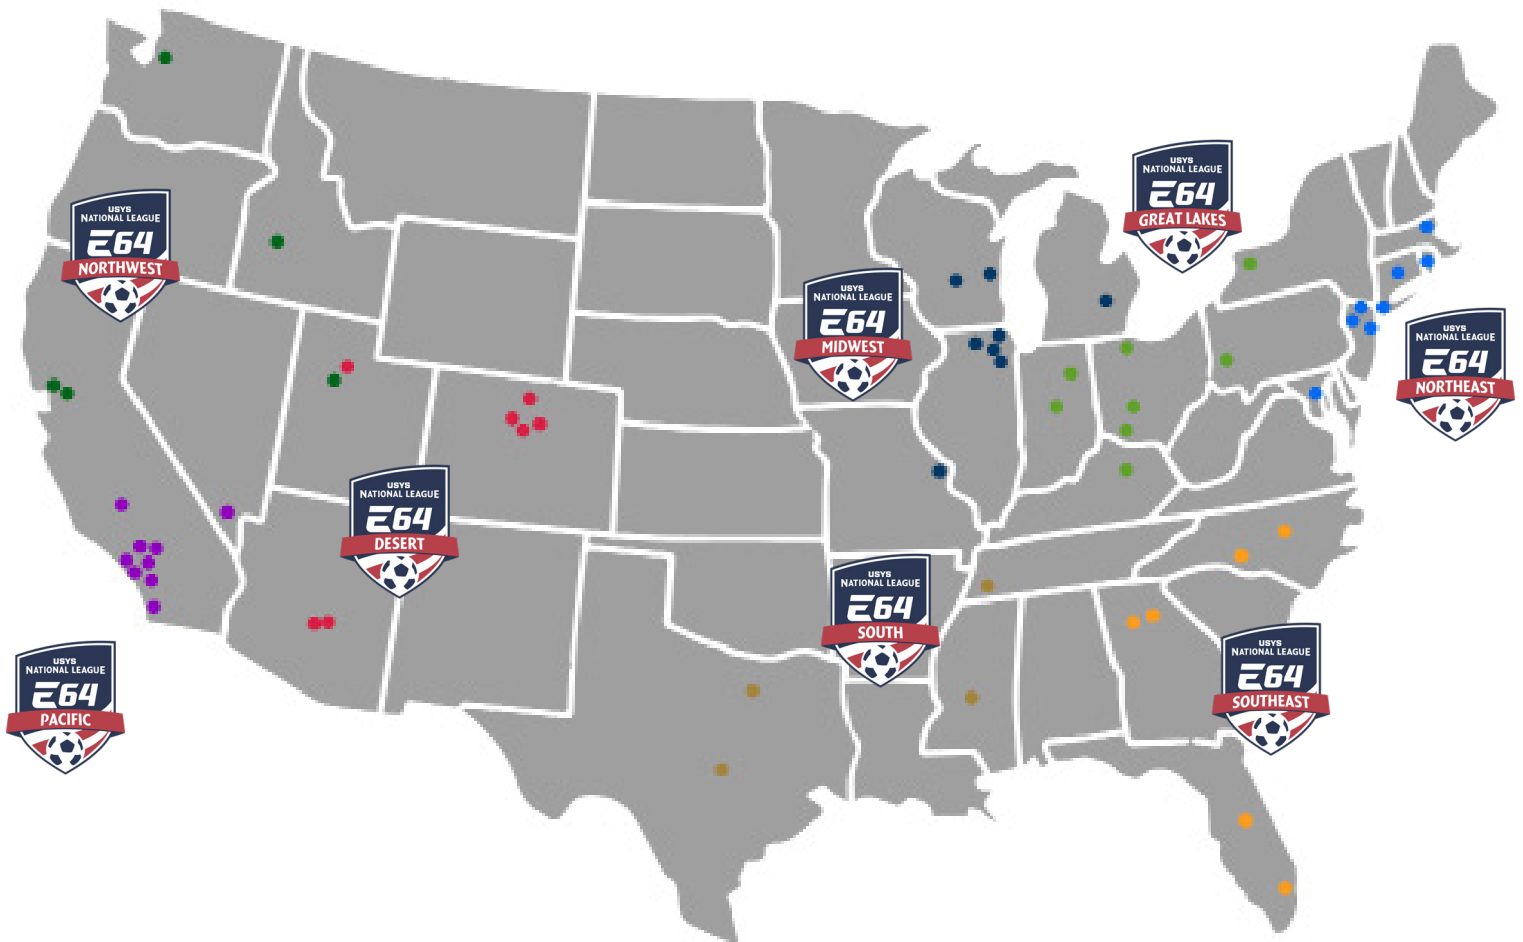 USYS
NATIONAL LEAGUE
E64
NORTHWEST
USYS
NATIONAL LEAGUE
E64
GREAT LAKES
USYS
NATIONAL LEAGUE
E64
MIDWEST
USYS
NATIONAL LEAGUE
E64
NORTHEAST
USYS
NATIONAL LEAGUE
E64
DESERT
USYS
NATIONAL LEAGUE
E64
SOUTH
USYS
NATIONAL LEAGUE
E64
PACIFIC
USYS
NATIONAL LEAGUE
E64
SOUTHEAST